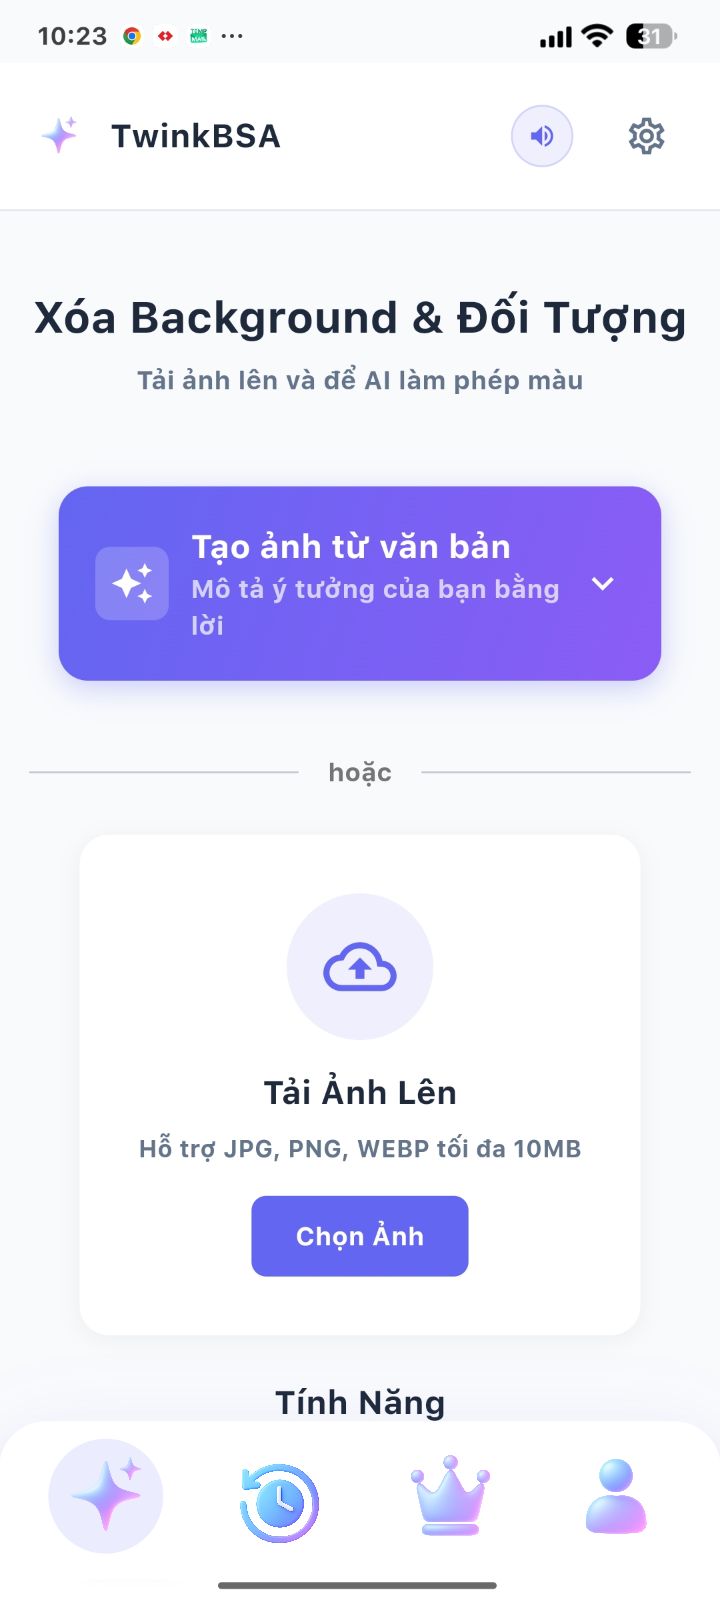 10:23
TEMP
MAIL
31
TwinkBSA
Xóa Background & Đối Tượng
Tải ảnh lên và để AI làm phép màu
Tạo ảnh từ văn bản
Mô tả ý tưởng của bạn bằng
lời
hoặc
Tải Ảnh Lên
Hỗ trợ JPG, PNG, WEBP tối đa 10MB
Chọn Ảnh
Tính Năng